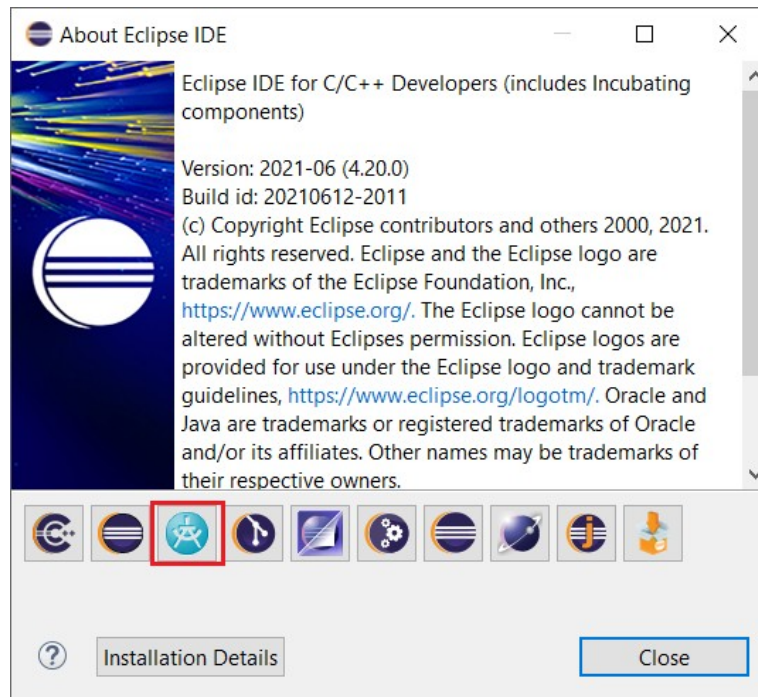 About Eclipse IDE
Eclipse IDE for C/C++ Developers (includes Incubating
components)
Version: 2021-06 (4.20.0)
Build id: 20210612-2011
(c) Copyright Eclipse contributors and others 2000, 2021.
All rights reserved. Eclipse and the Eclipse logo are
trademarks of the Eclipse Foundation, Inc.,
https://www.eclipse.org/. The Eclipse logo cannot be
altered without Eclipses permission. Eclipse logos are
provided for use under the Eclipse logo and trademark
guidelines, https://www.eclipse.org/logotm/. Oracle and
Java are trademarks or registered trademarks of Oracle
and/or its affiliates. Other names may be trademarks of
their respective owners.
C++
j
?
Installation Details
Close